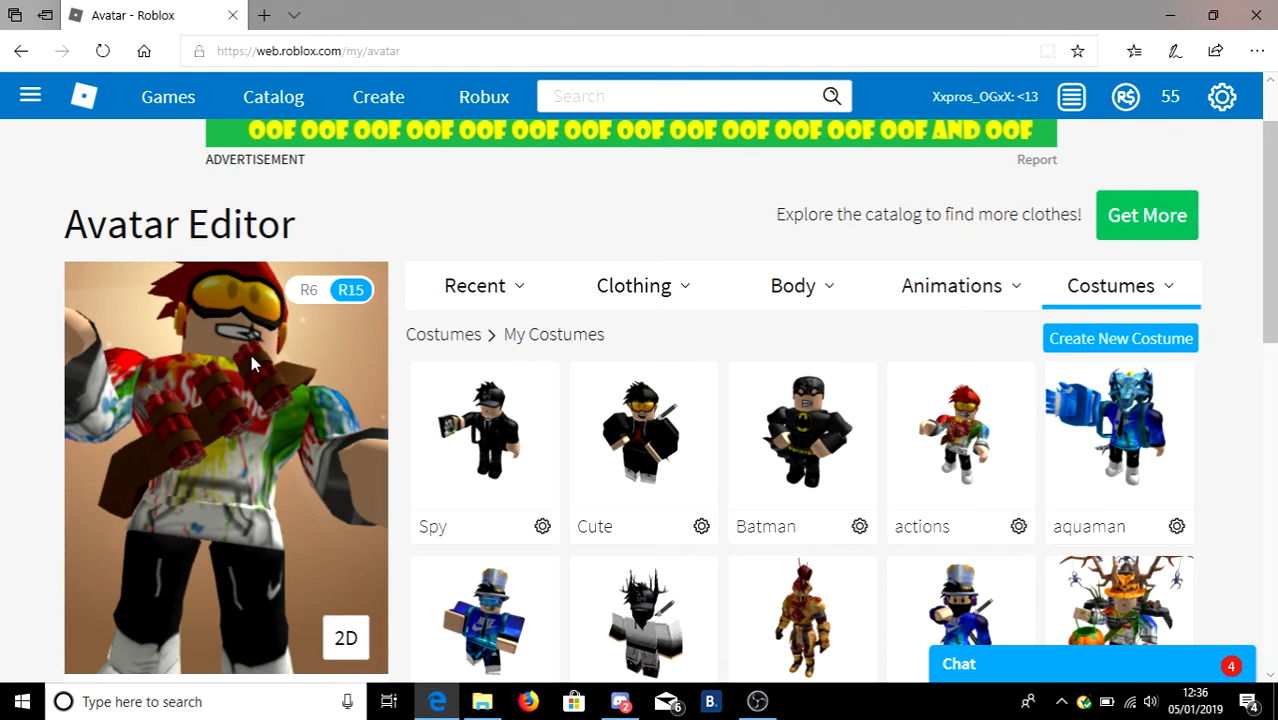 Avatar - Roblox
https://web.roblox.com/my/avatar
Games
Catalog
Create
Robux
Search
Xxpros_OGxX: <13
55
OOF OOF OOF OOF OOF OOF OOF OOF OOF OOF OOF OOF OOF AND OOF
ADVERTISEMENT
Report
Avatar Editor
Explore the catalog to find more clothes!
Get More
R6
R15
2D
Recent
Clothing
Body
Animations
Costumes
Costumes > My Costumes
Create New Costume
Spy
Cute
Batman
actions
aquaman
Chat
4
Type here to search
2
6
B.
12:36
05/01/2019
4